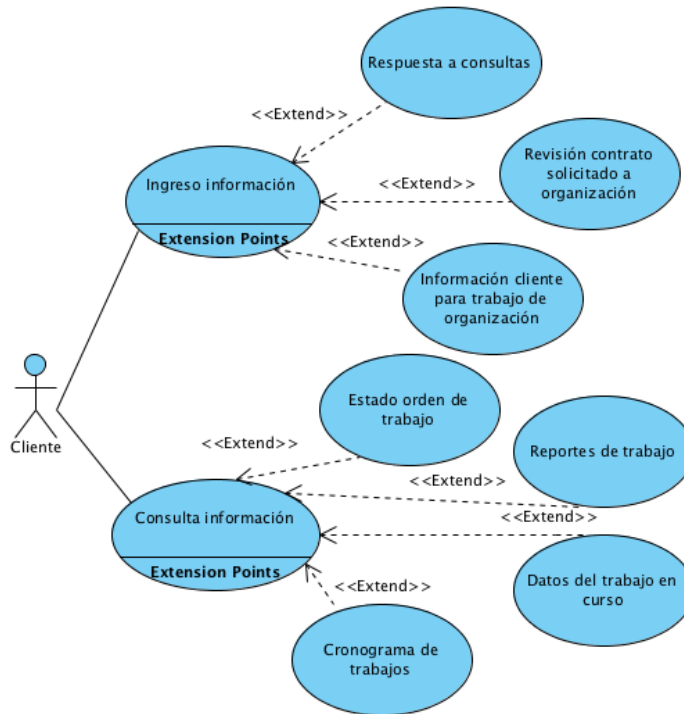 Respuesta a consultas
<<Extend>>
Revisión contrato
solicitado a
organización
<<Extend>>
Ingreso información
Extension Points
<<Extend>>
Información cliente
para trabajo de
organización
Cliente
Estado orden de
trabajo
<<Extend>>
Reportes de trabajo
<<Extend>>
Consulta información
Extension Points
<<Extend>>
Datos del trabajo en
curso
<<Extend>>
Cronograma de
trabajos